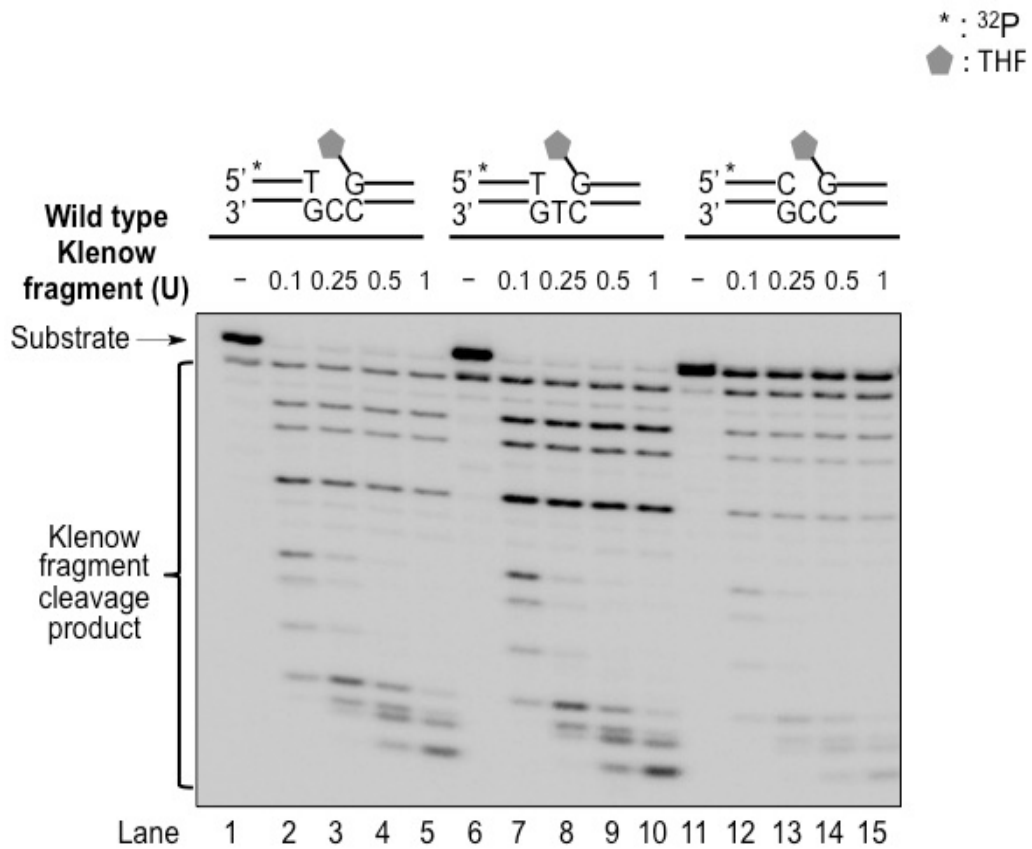 * : ³²P
: THF
5' * T G
3' GCC
5' * T G
3' GTC
5' * C G
3' GCC
Wild type
Klenow
fragment (U)
– 0.1 0.25 0.5 1 – 0.1 0.25 0.5 1 – 0.1 0.25 0.5 1
Substrate
Klenow
fragment
cleavage
product
Lane 1 2 3 4 5 6 7 8 9 10 11 12 13 14 15